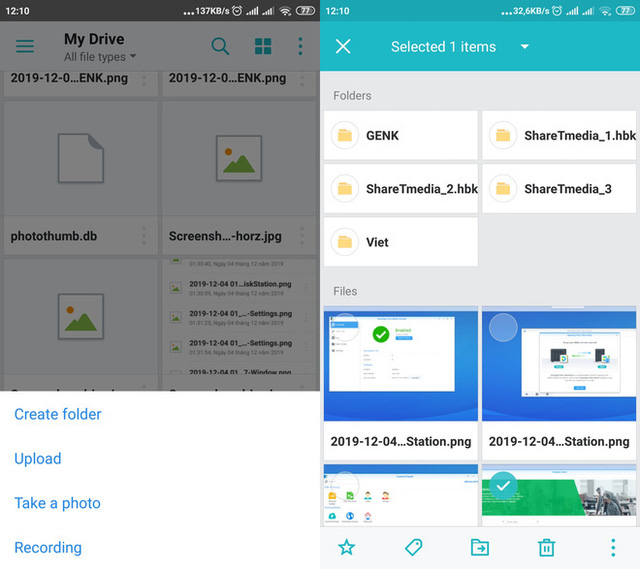 12:10
...137KB/s
77
My Drive
All file types
2019-12-0...ENK.png
2019-12-0...ENK.png
photothumb.db
Screensh...-horz.jpg
01:30:40, Ngày 04 tháng 12 năm 2019
2019-12-04 01...iskStation.png
01:30:05, Ngày 04 tháng 12 năm 2019
2019-12-04 01_...-Settings.png
01:21:25, Ngày 04 tháng 12 năm 2019
2019-12-04 01_...-Settings.png
01:21:54, Ngày 04 tháng 12 năm 2019
2019-12-04 01...7-Window.png
Create folder
Upload
Take a photo
Recording
12:10
...32,6KB/s
77
Selected 1 items
Folders
GENK
ShareTmedia_1.hbk
ShareTmedia_2.hbk
ShareTmedia_3
Viet
Files
Enabled
2019-12-04...Station.png
2019-12-04...Station.png